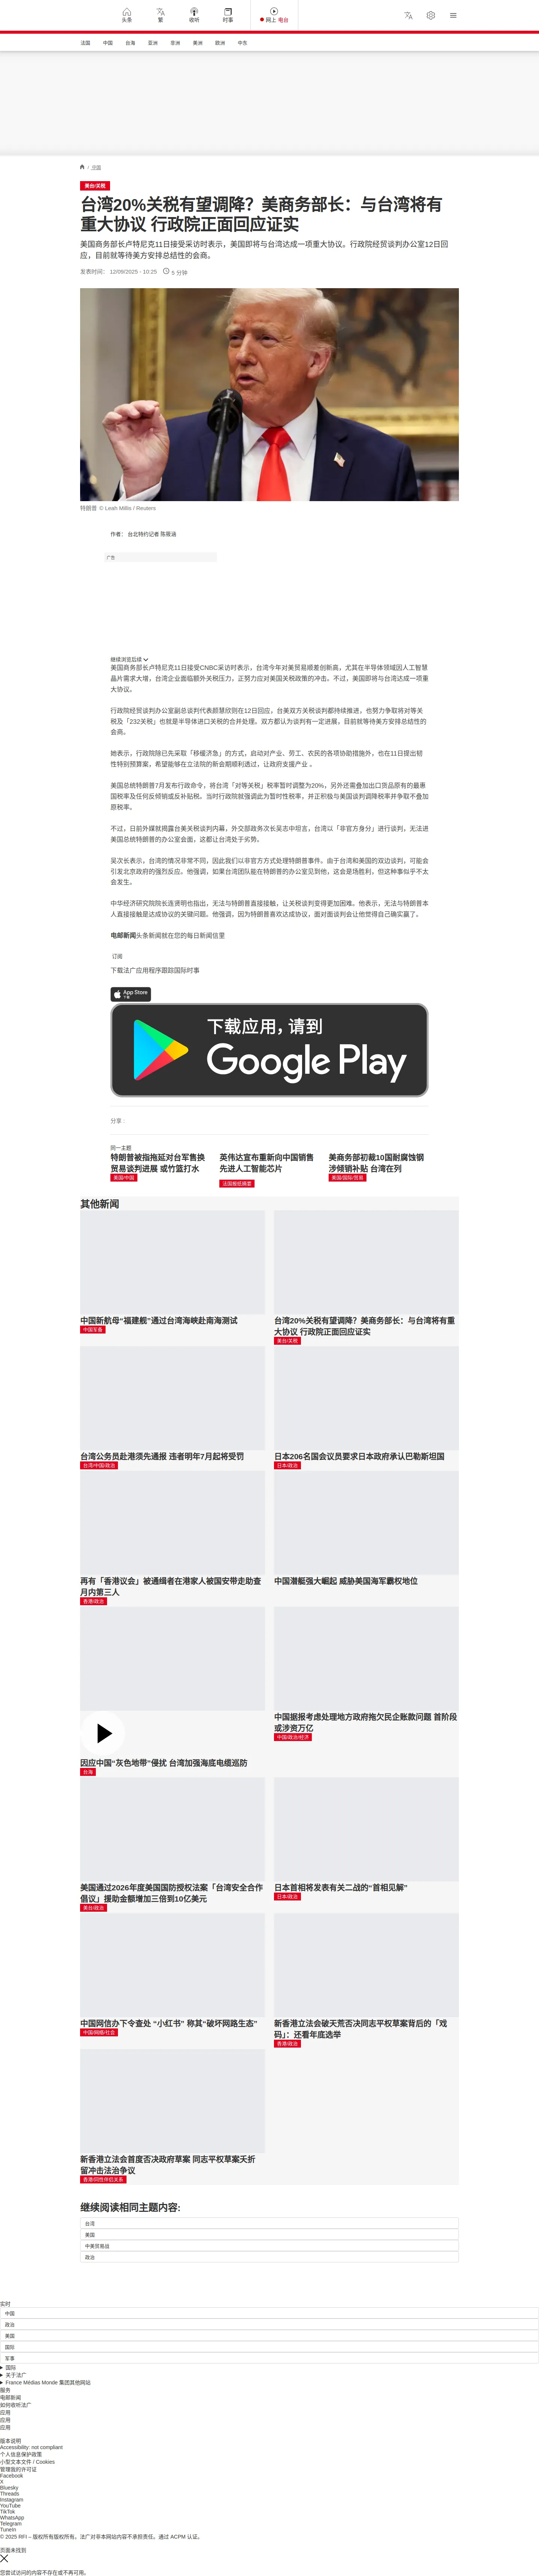 头条
繁
收听
时事
网上 电台
法国
中国
台海
亚洲
非洲
美洲
欧洲
中东
/ 中国
美台/关税
台湾20%关税有望调降？美商务部长：与台湾将有
重大协议 行政院正面回应证实
美国商务部长卢特尼克11日接受采访时表示，美国即将与台湾达成一项重大协议。行政院经贸谈判办公室12日回
应，目前就等待美方安排总结性的会商。
发表时间： 12/09/2025 - 10:25
5 分钟
特朗普 © Leah Millis / Reuters
作者： 台北特约记者 陈筱涵
广告
继续浏览后续
美国商务部长卢特尼克11日接受CNBC采访时表示，台湾今年对美贸易顺差创新高，尤其在半导体领域因人工智慧
晶片需求大增，台湾企业面临额外关税压力，正努力应对美国关税政策的冲击。不过，美国即将与台湾达成一项重
大协议。
行政院经贸谈判办公室副总谈判代表颜慧欣则在12日回应，台美双方关税谈判都持续推进，也努力争取将对等关
税及「232关税」也就是半导体进口关税的合并处理。双方都认为谈判有一定进展，目前就等待美方安排总结性的
会商。
她表示，行政院除已先采取「移缓济急」的方式，启动对产业、劳工、农民的各项协助措施外，也在11日提出韧
性特别预算案，希望能够在立法院的新会期顺利透过，让政府支援产业 。
美国总统特朗普7月发布行政命令，将台湾「对等关税」税率暂时调整为20%，另外还需叠加出口货品原有的最惠
国税率及任何反倾销或反补贴税。当时行政院就强调此为暂时性税率，并正积极与美国谈判调降税率并争取不叠加
原税率。
不过，日前外媒就揭露台美关税谈判内幕，外交部政务次长吴志中坦言，台湾以「非官方身分」进行谈判，无法进
美国总统特朗普的办公室会面，这都让台湾处于劣势。
吴次长表示，台湾的情况非常不同，因此我们以非官方方式处理特朗普事件。由于台湾和美国的双边谈判，可能会
引发北京政府的强烈反应。他强调，如果台湾团队能在特朗普的办公室见到他，这会是场胜利，但这种事似乎不太
会发生。
中华经济研究院院长连贤明也指出，无法与特朗普直接接触，让关税谈判变得更加困难。他表示，无法与特朗普本
人直接接触是达成协议的关键问题。他强调，因为特朗普喜欢达成协议，面对面谈判会让他觉得自己确实赢了。
电邮新闻头条新闻就在您的每日新闻信里
订阅
下载法广应用程序跟踪国际时事
App Store
下载
下载应用，请到
Google Play
分享 :
同一主题
特朗普被指拖延对台军售换
贸易谈判进展 或竹篮打水
美国/中国
英伟达宣布重新向中国销售
先进人工智能芯片
法国报纸摘要
美商务部初裁10国耐腐蚀钢
涉倾销补贴 台湾在列
美国/国际/贸易
其他新闻
中国新航母“福建舰”通过台湾海峡赴南海测试
中国军备
台湾20%关税有望调降？美商务部长：与台湾将有重
大协议 行政院正面回应证实
美台/关税
台湾公务员赴港须先通报 违者明年7月起将受罚
台湾/中国/政治
日本206名国会议员要求日本政府承认巴勒斯坦国
日本/政治
再有「香港议会」被通缉者在港家人被国安带走助查
月内第三人
香港/政治
中国潜艇强大崛起 威胁美国海军霸权地位
因应中国“灰色地带”侵扰 台湾加强海底电缆巡防
台海
中国据报考虑处理地方政府拖欠民企账款问题 首阶段
或涉资万亿
中国/政治/经济
美国通过2026年度美国国防授权法案「台湾安全合作
倡议」援助金额增加三倍到10亿美元
美台/政治
日本首相将发表有关二战的“首相见解”
日本/政治
中国网信办下令查处 “小红书” 称其“破坏网路生态”
中国/网络/社会
新香港立法会破天荒否决同志平权草案背后的「戏
码」：还看年底选举
香港/政治
新香港立法会首度否决政府草案 同志平权草案夭折
留冲击法治争议
香港/同性伴侣关系
继续阅读相同主题内容:
台湾
美国
中美贸易战
政治
实时
中国
政治
美国
国际
军事
国际
关于法广
France Médias Monde 集团其他网站
服务
电邮新闻
如何收听法广
应用
应用
应用
版本说明
Accessibility: not compliant
个人信息保护政策
小型文本文件 / Cookies
管理我的许可证
Facebook
X
Bluesky
Threads
Instagram
YouTube
TikTok
WhatsApp
Telegram
TuneIn
© 2025 RFI – 版权所有版权所有。法广对非本网站内容不承担责任。通过 ACPM 认证。
页面未找到
您尝试访问的内容不存在或不再可用。